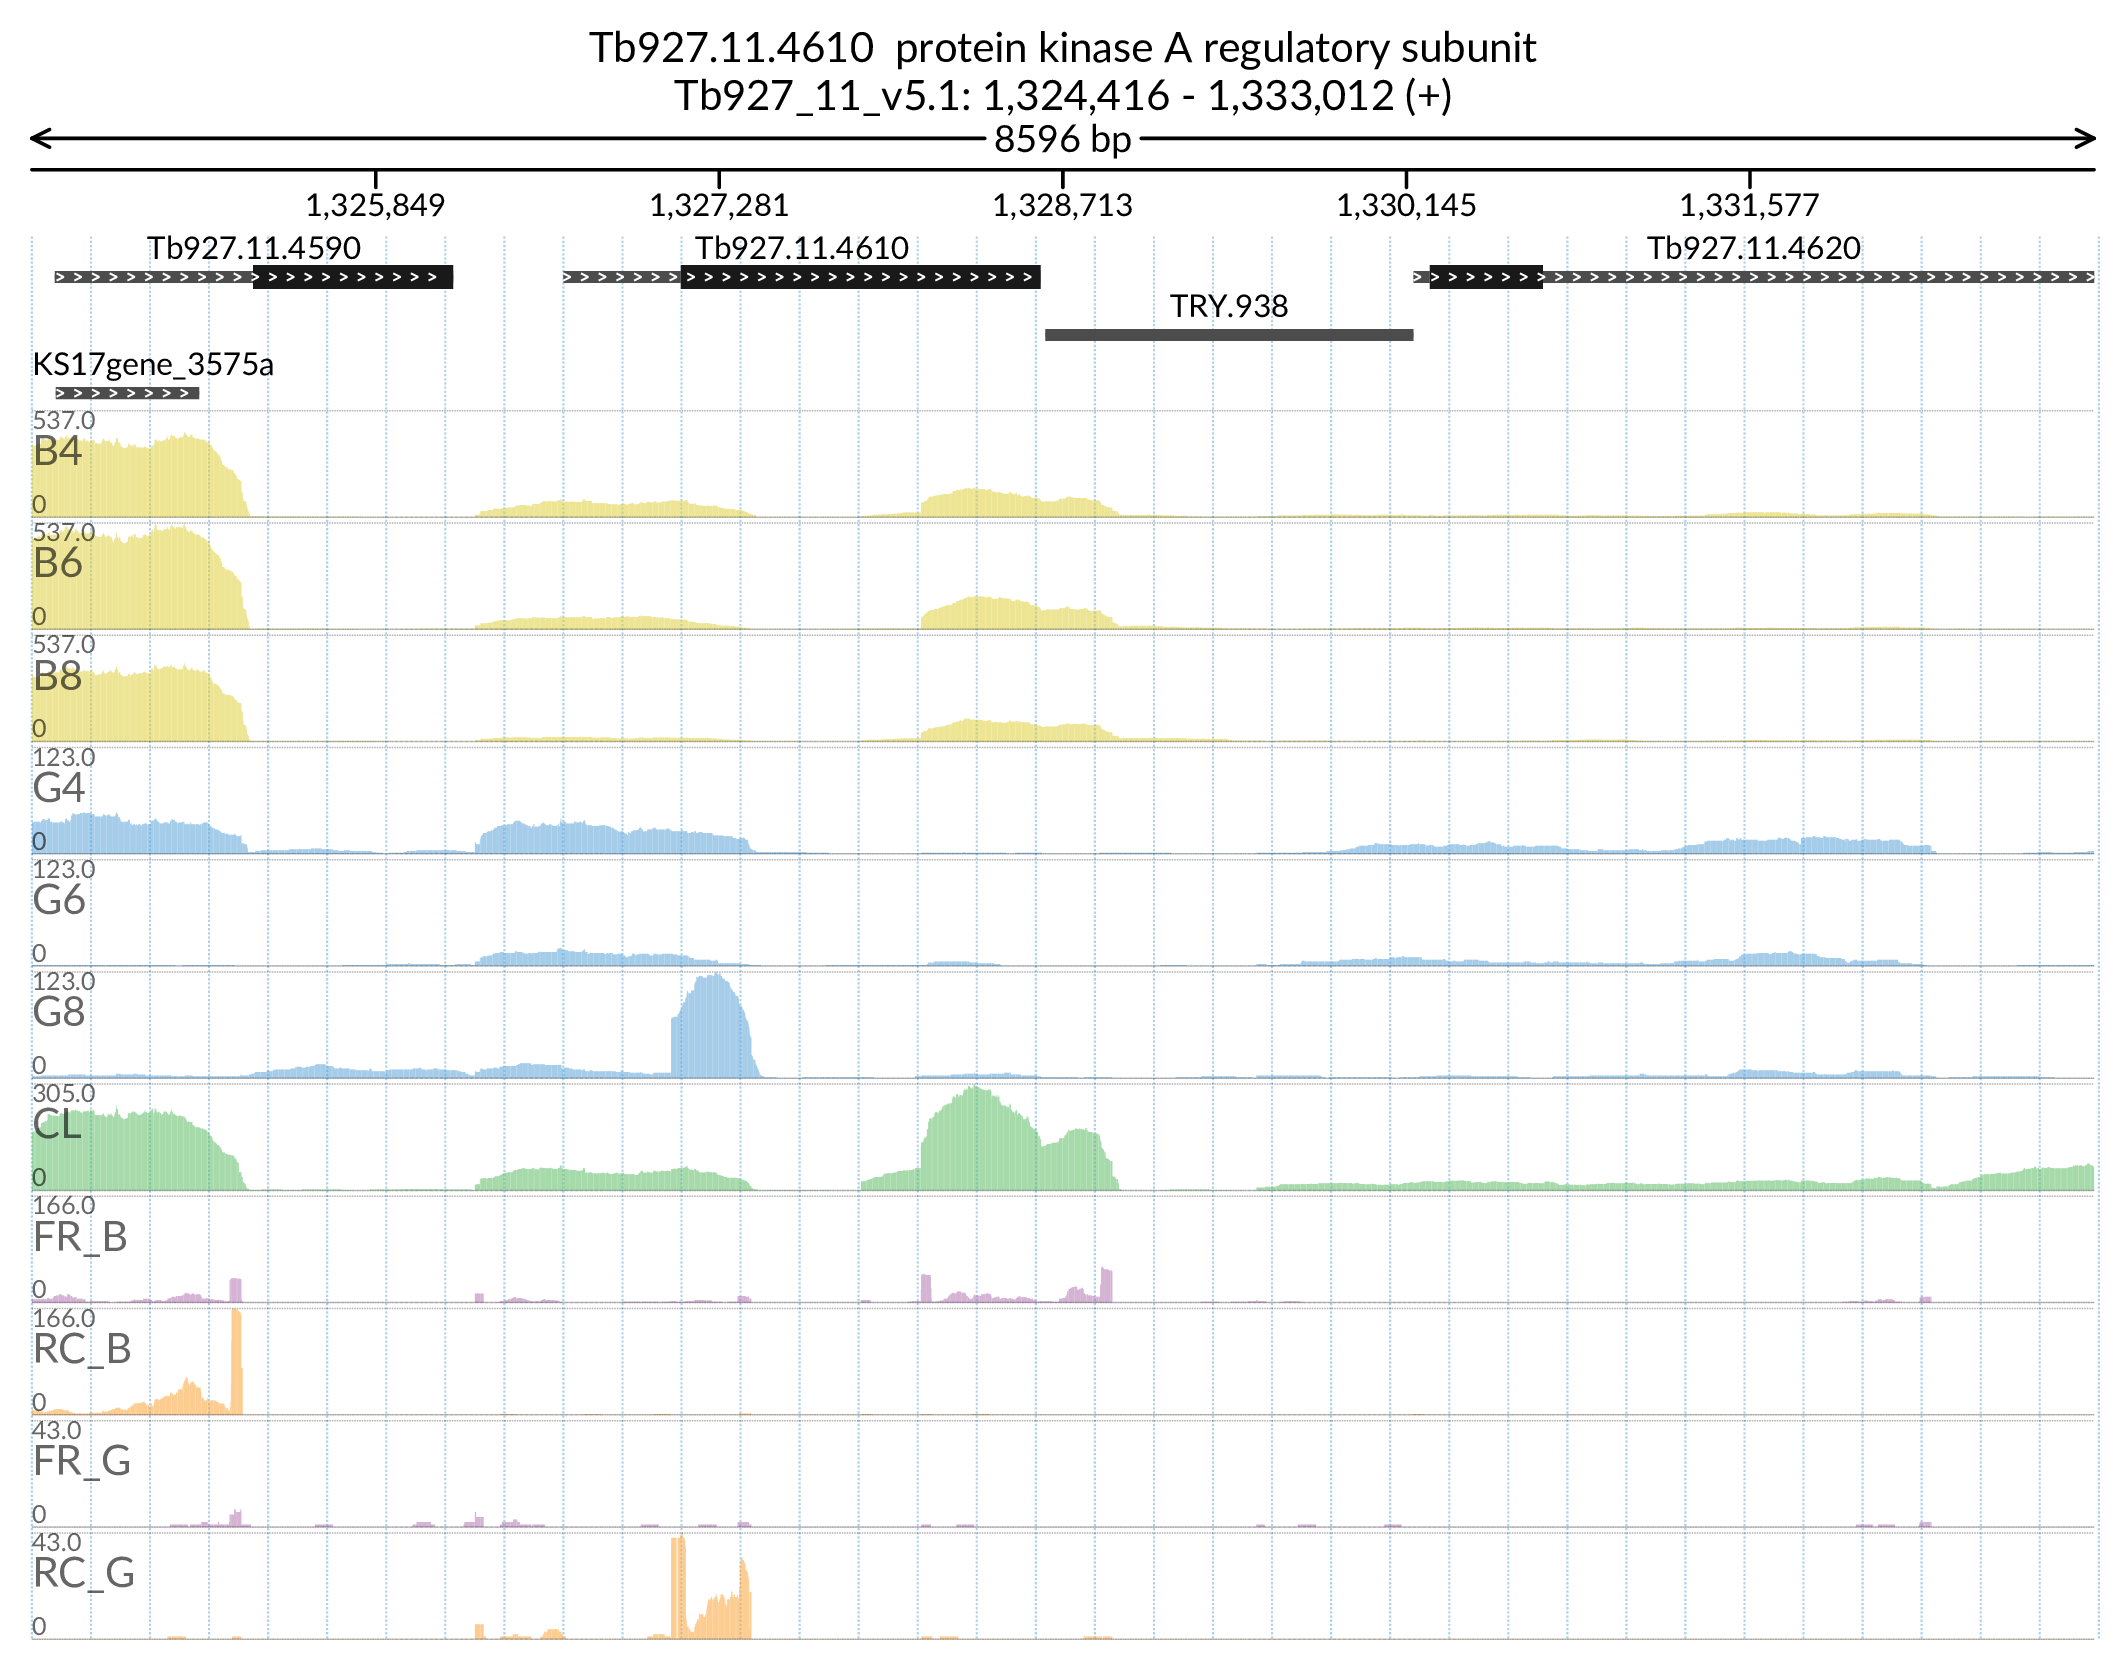 Tb927.11.4610  protein kinase A regulatory subunit
Tb927_11_v5.1: 1,324,416 - 1,333,012 (+)
8596 bp
1,325,849 1,327,281 1,328,713 1,330,145 1,331,577
Tb927.11.4590 Tb927.11.4610 Tb927.11.4620
TRY.938
KS17gene_3575a
537.0
B4
0
537.0
B6
0
537.0
B8
0
123.0
G4
0
123.0
G6
0
123.0
G8
0
305.0
CL
0
166.0
FR_B
0
166.0
RC_B
0
43.0
FR_G
0
43.0
RC_G
0